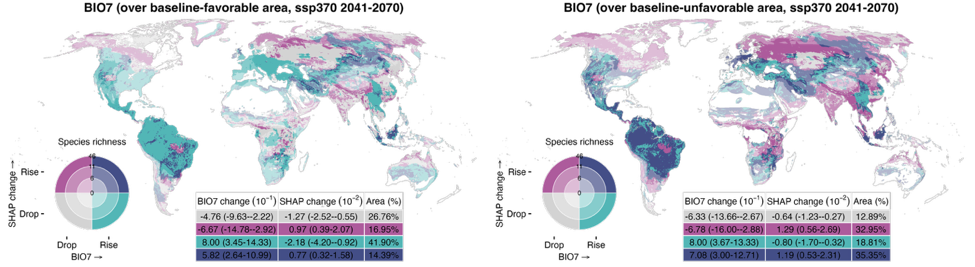 BIO7 (over baseline-favorable area, ssp370 2041-2070)
Species richness
0
SHAP change →
Rise
Drop
Drop
Rise
BIO7 →
BIO7 change (10⁻¹) SHAP change (10⁻²) Area (%)
-4.76 (-9.63--2.22) -1.27 (-2.52--0.55) 26.76%
-6.67 (-14.78--2.92) 0.97 (0.39-2.07) 16.95%
8.00 (3.45-14.33) -2.18 (-4.20--0.92) 41.90%
5.82 (2.64-10.99) 0.77 (0.32-1.58) 14.39%
BIO7 (over baseline-unfavorable area, ssp370 2041-2070)
Species richness
0
SHAP change →
Rise
Drop
Drop
Rise
BIO7 →
BIO7 change (10⁻¹) SHAP change (10⁻²) Area (%)
-6.33 (-13.66--2.67) -0.64 (-1.23--0.27) 12.89%
-6.78 (-16.00--2.88) 1.29 (0.56-2.69) 32.95%
8.00 (3.67-13.33) -0.80 (-1.70--0.32) 18.81%
7.08 (3.00-12.71) 1.19 (0.53-2.31) 35.35%